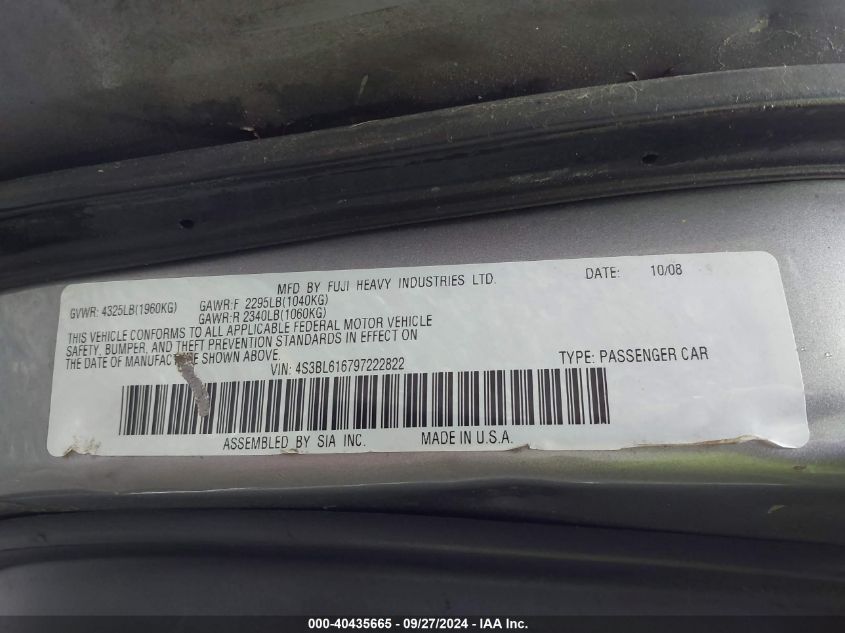 MFD BY FUJI HEAVY INDUSTRIES LTD. DATE: 10/08
GVWR: 4325LB(1960KG) GAWR:F 2295LB(1040KG)
GAWR:R 2340LB(1060KG)
THIS VEHICLE CONFORMS TO ALL APPLICABLE FEDERAL MOTOR VEHICLE
SAFETY, BUMPER, AND THEFT PREVENTION STANDARDS IN EFFECT ON
THE DATE OF MANUFACTURE SHOWN ABOVE.
VIN: 4S3BL616797222822 TYPE: PASSENGER CAR
ASSEMBLED BY SIA INC. MADE IN U.S.A.
000-40435665 - 09/27/2024 - IAA Inc.